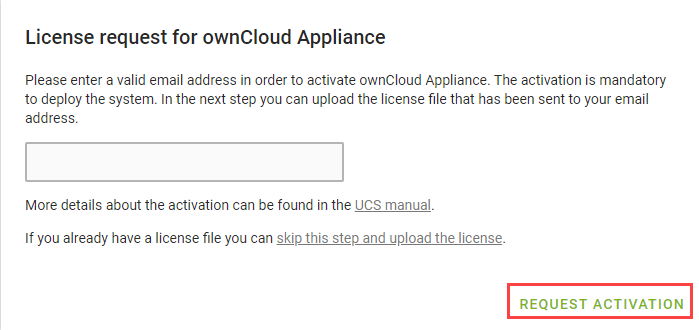 License request for ownCloud Appliance
Please enter a valid email address in order to activate ownCloud Appliance. The activation is mandatory
to deploy the system. In the next step you can upload the license file that has been sent to your email
address.
More details about the activation can be found in the UCS manual.
If you already have a license file you can skip this step and upload the license.
REQUEST ACTIVATION